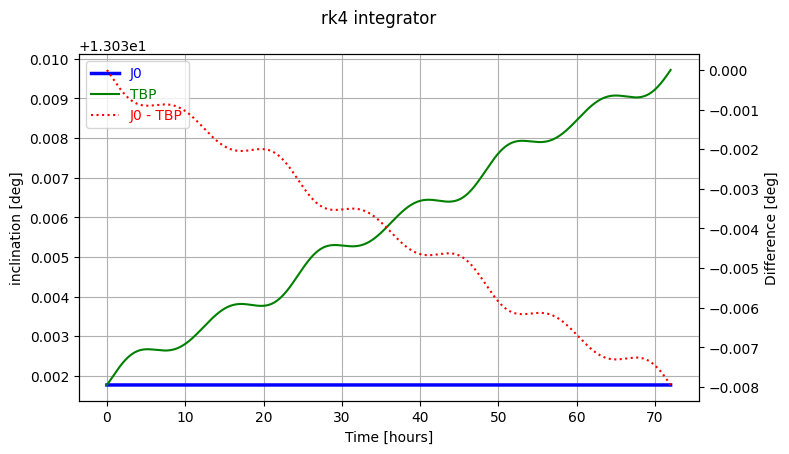 rk4 integrator
+1.303e1
0.010
0.009
0.008
0.007
0.006
0.005
0.004
0.003
0.002
inclination [deg]
J0
TBP
J0 - TBP
0.000
−0.001
−0.002
−0.003
−0.004
−0.005
−0.006
−0.007
−0.008
Difference [deg]
0 10 20 30 40 50 60 70
Time [hours]